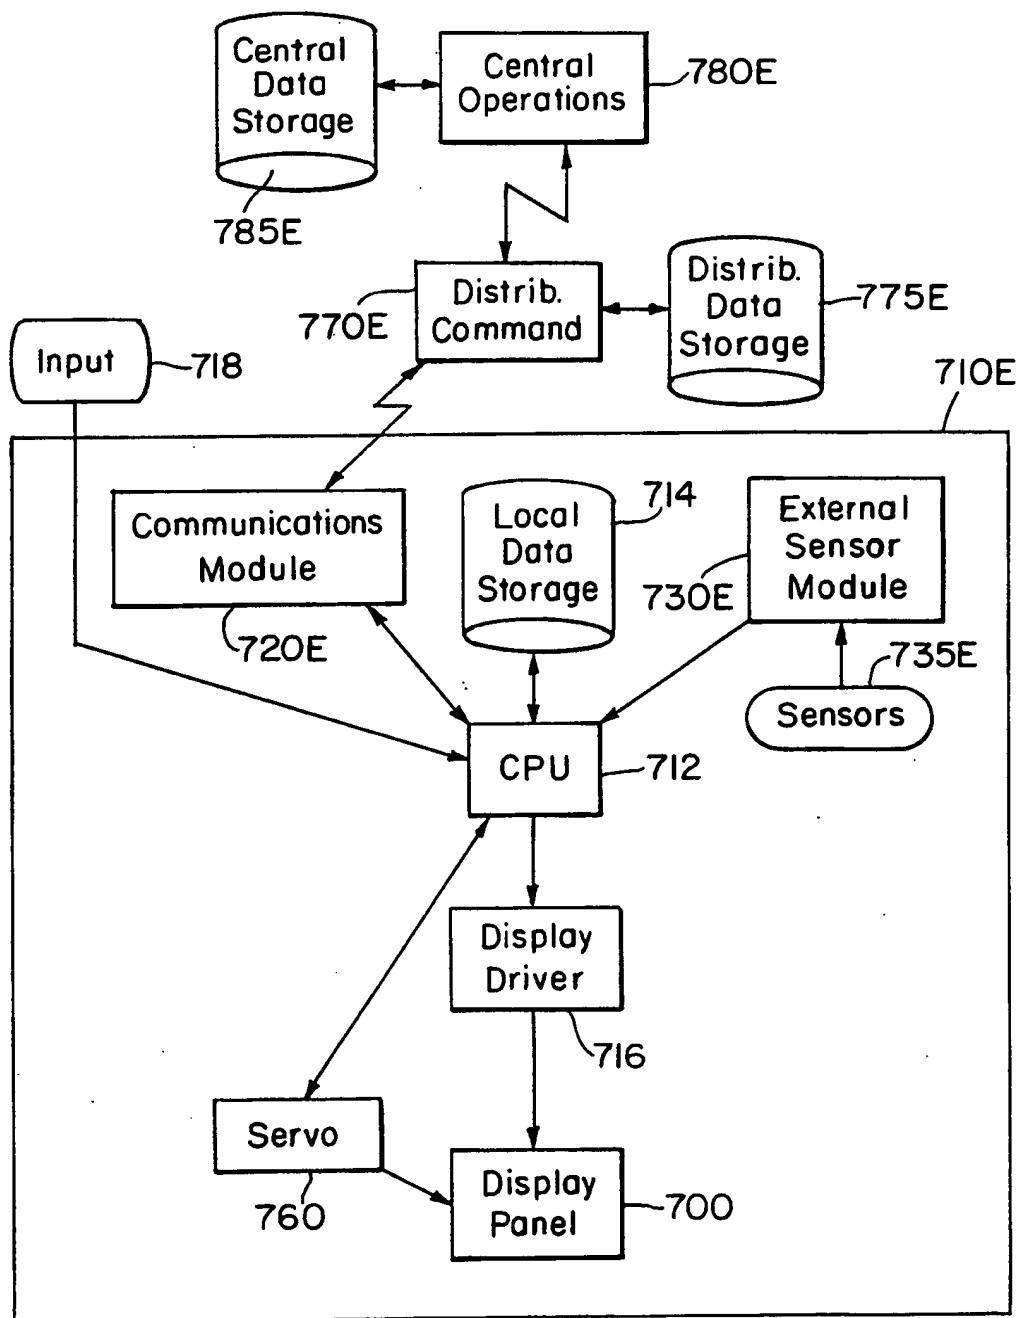 Central
Data
Storage
785E
Central
Operations
780E
Distrib.
Command
770E
Distrib.
Data
Storage
775E
Input
718
710E
Communications
Module
720E
Local
Data
Storage
714
External
Sensor
Module
730E
735E
Sensors
CPU
712
Display
Driver
716
Servo
760
Display
Panel
700